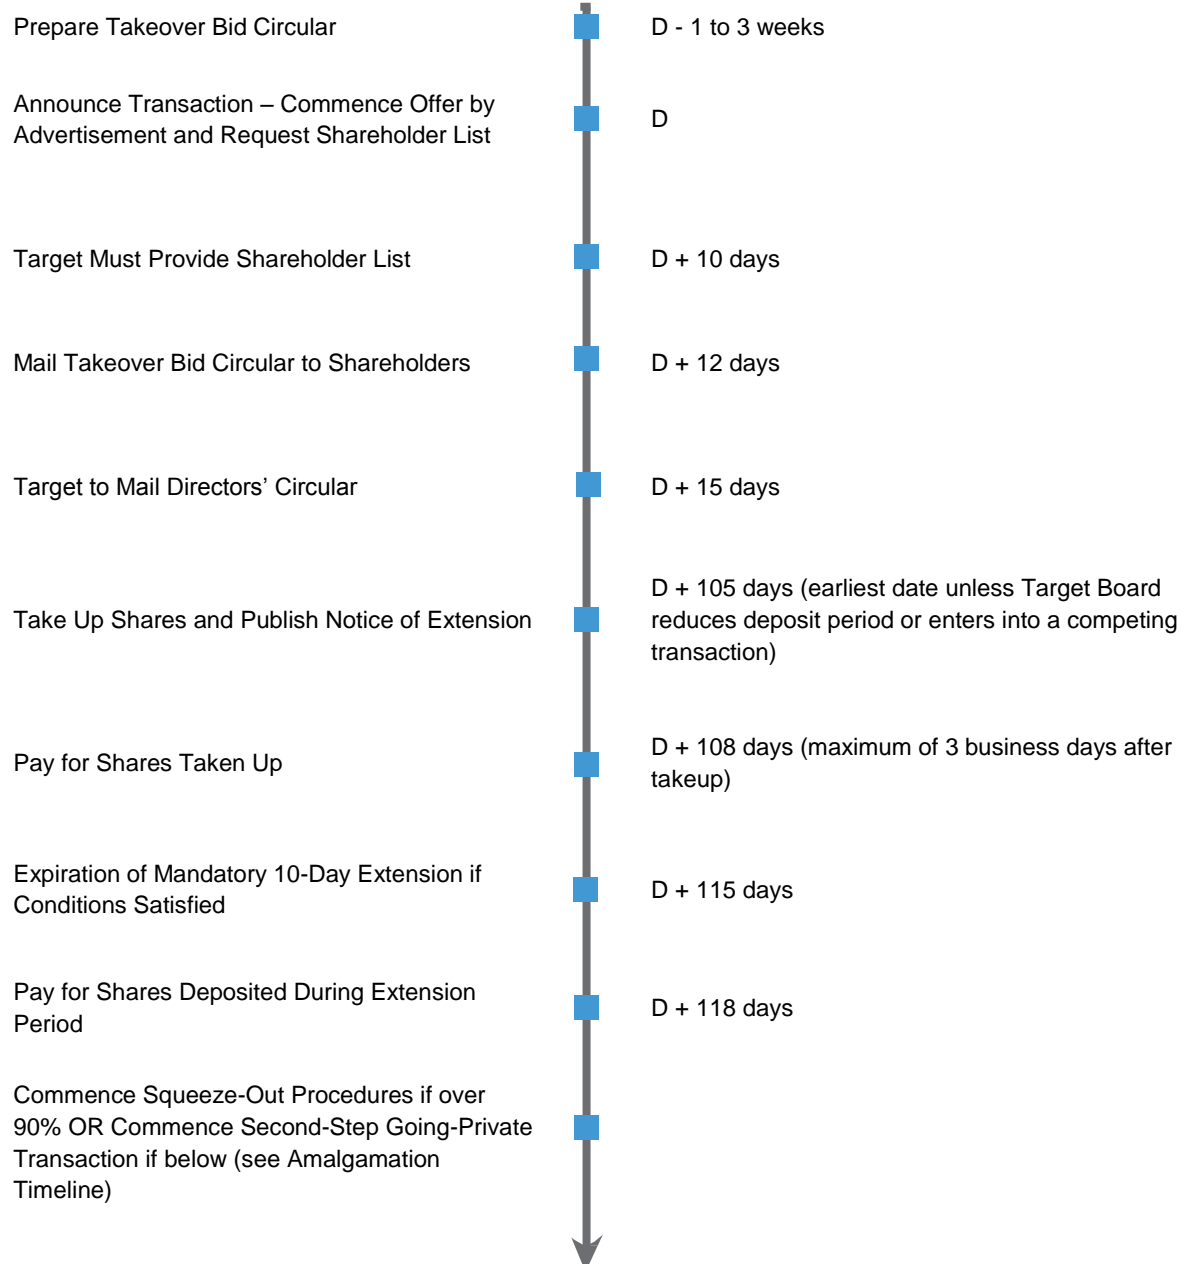 Prepare Takeover Bid Circular
D - 1 to 3 weeks
Announce Transaction – Commence Offer by
Advertisement and Request Shareholder List
D
Target Must Provide Shareholder List
D + 10 days
Mail Takeover Bid Circular to Shareholders
D + 12 days
Target to Mail Directors’ Circular
D + 15 days
Take Up Shares and Publish Notice of Extension
D + 105 days (earliest date unless Target Board
reduces deposit period or enters into a competing
transaction)
Pay for Shares Taken Up
D + 108 days (maximum of 3 business days after
takeup)
Expiration of Mandatory 10-Day Extension if
Conditions Satisfied
D + 115 days
Pay for Shares Deposited During Extension
Period
D + 118 days
Commence Squeeze-Out Procedures if over
90% OR Commence Second-Step Going-Private
Transaction if below (see Amalgamation
Timeline)